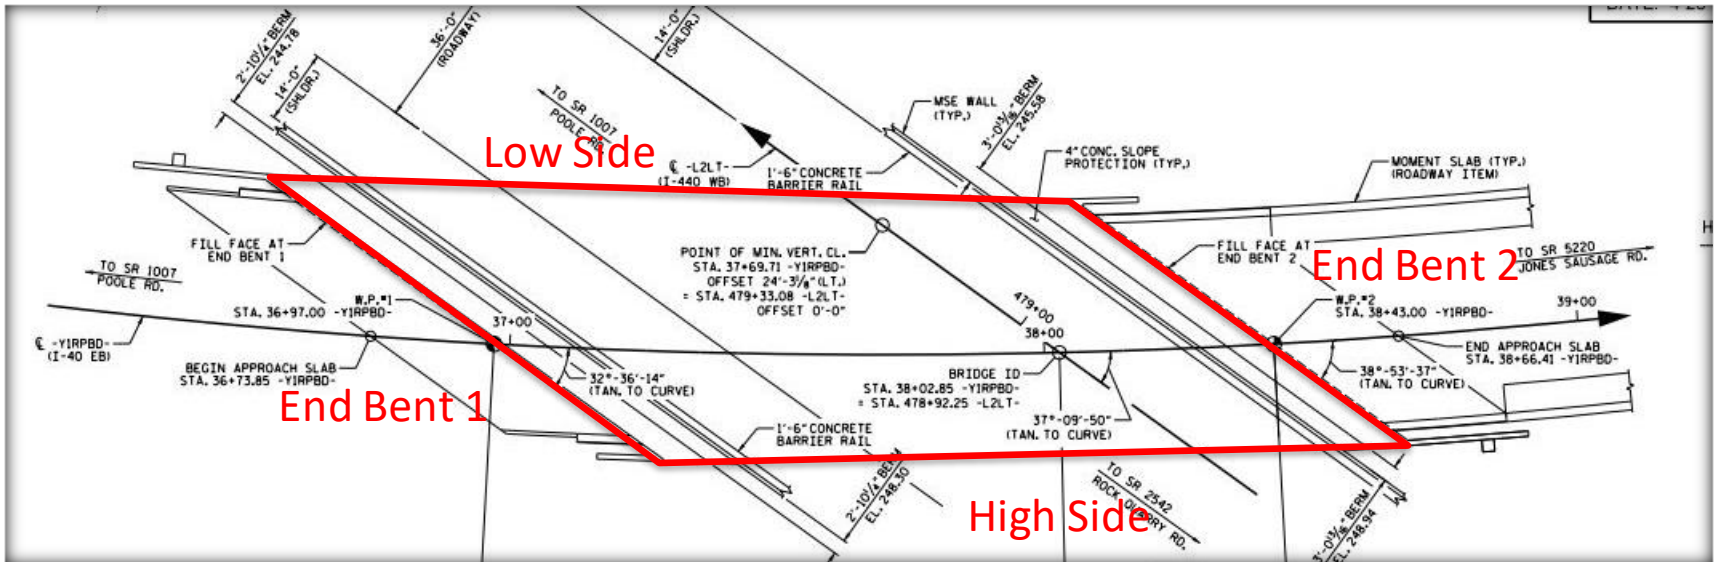 DATE: 4-25
2'-10¼" BERM
EL. 244.78
14'-0"
(SHLDR.)
36'-0"
(ROADWAY)
14'-0"
(SHLDR.)
TO SR 1007
POOLE RD.
Low Side
℄ -L2LT-
(I-440 WB)
1'-6" CONCRETE
BARRIER RAIL
MSE WALL
(TYP.)
3'-0¹³⁄₁₆" BERM
EL. 245.58
4" CONC. SLOPE
PROTECTION (TYP.)
MOMENT SLAB (TYP.)
(ROADWAY ITEM)
FILL FACE AT
END BENT 1
TO SR 1007
POOLE RD.
POINT OF MIN. VERT. CL.
STA. 37+69.71 -Y1RPBD-
OFFSET 24'-3⅛" (LT.)
= STA. 479+33.08 -L2LT-
OFFSET 0'-0"
FILL FACE AT
END BENT 2
End Bent 2
TO SR 5220
JONES SAUSAGE RD.
H
W.P.#1
STA. 36+97.00 -Y1RPBD-
37+00
479+00
38+00
W.P.#2
STA. 38+43.00 -Y1RPBD-
39+00
℄ -Y1RPBD-
(I-40 EB)
BEGIN APPROACH SLAB
STA. 36+73.85 -Y1RPBD-
End Bent 1
32°-36'-14"
(TAN. TO CURVE)
BRIDGE ID
STA. 38+02.85 -Y1RPBD-
= STA. 478+92.25 -L2LT-
37°-09'-50"
(TAN. TO CURVE)
END APPROACH SLAB
STA. 38+66.41 -Y1RPBD-
38°-53'-37"
(TAN. TO CURVE)
1'-6" CONCRETE
BARRIER RAIL
2'-10¼" BERM
EL. 248.30
High Side
TO SR 2542
ROCK QUARRY RD.
3'-0¹³⁄₁₆" BERM
EL. 248.94